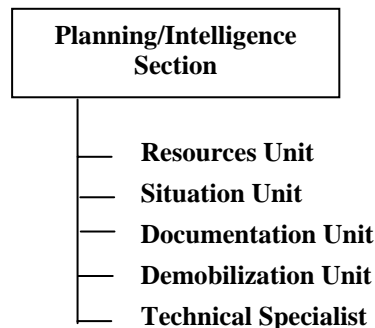 Planning/Intelligence
Section
Resources Unit
Situation Unit
Documentation Unit
Demobilization Unit
Technical Specialist